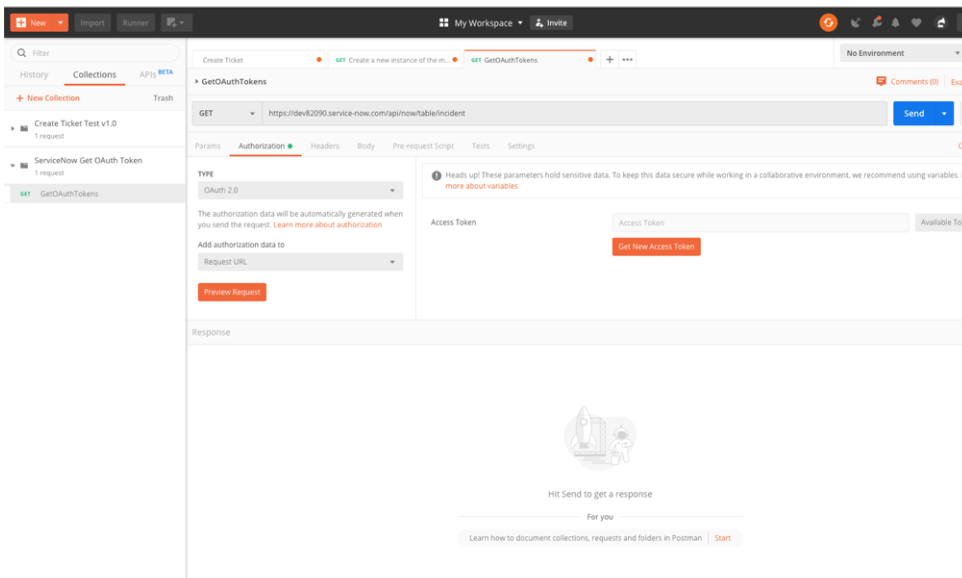 New Import Runner My Workspace Invite
Filter
History Collections APIs BETA
+ New Collection Trash
Create Ticket Test v1.0
1 request
ServiceNow Get OAuth Token
1 request
GET GetOAuthTokens
Create Ticket GET Create a new instance of the m... GET GetOAuthTokens + ••• No Environment
GetOAuthTokens Comments (0)
GET https://dev82090.service-now.com/api/now/table/incident Send
Params Authorization Headers Body Pre-request Script Tests Settings
TYPE
OAuth 2.0
The authorization data will be automatically generated when
you send the request. Learn more about authorization
Add authorization data to
Request URL
Preview Request
Heads up! These parameters hold sensitive data. To keep this data secure while working in a collaborative environment, we recommend using variables.
more about variables
Access Token Access Token Available To
Get New Access Token
Response
Hit Send to get a response
For you
Learn how to document collections, requests and folders in Postman Start